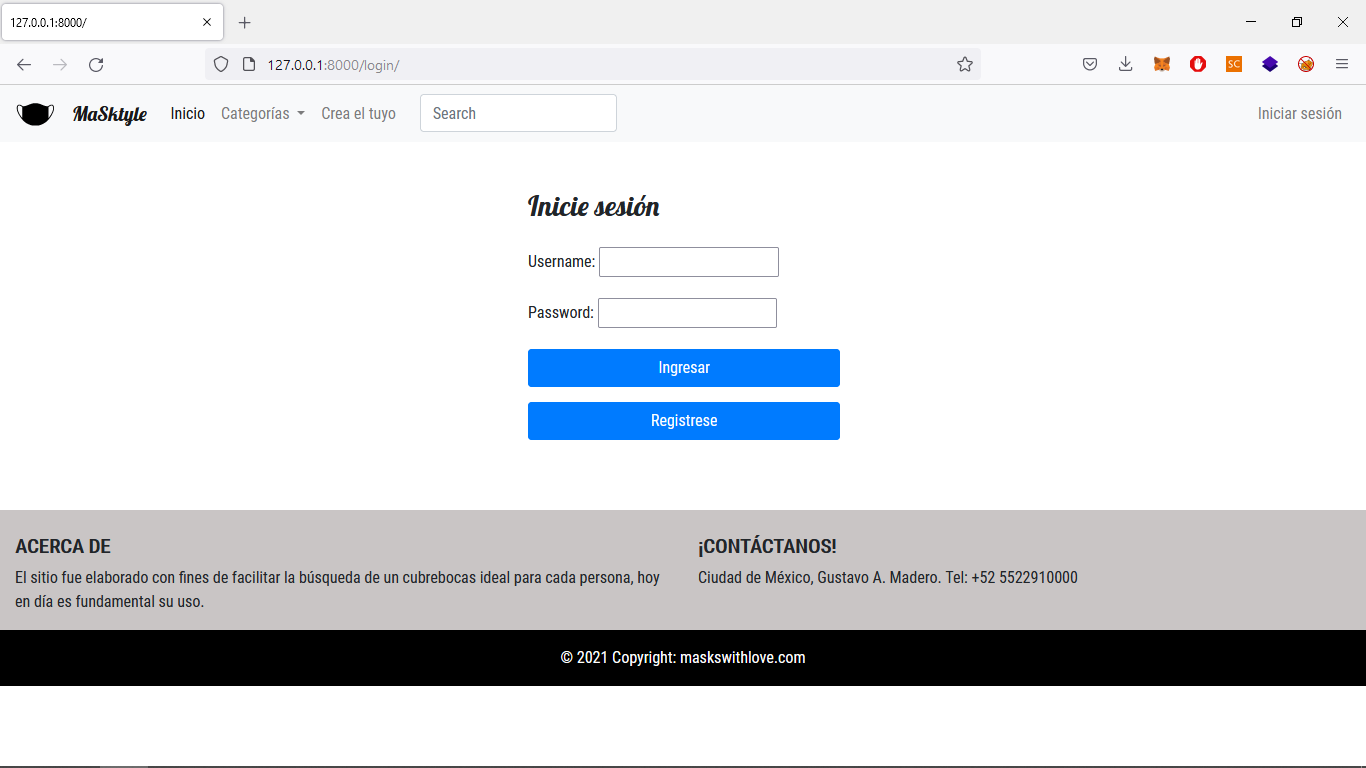 127.0.0.1:8000/
127.0.0.1:8000/login/
SC
MaSktyle Inicio Categorías Crea el tuyo Search Iniciar sesión
Inicie sesión
Username:
Password:
Ingresar
Registrese
ACERCA DE
El sitio fue elaborado con fines de facilitar la búsqueda de un cubrebocas ideal para cada persona, hoy
en día es fundamental su uso.
¡CONTÁCTANOS!
Ciudad de México, Gustavo A. Madero. Tel: +52 5522910000
© 2021 Copyright: maskswithlove.com